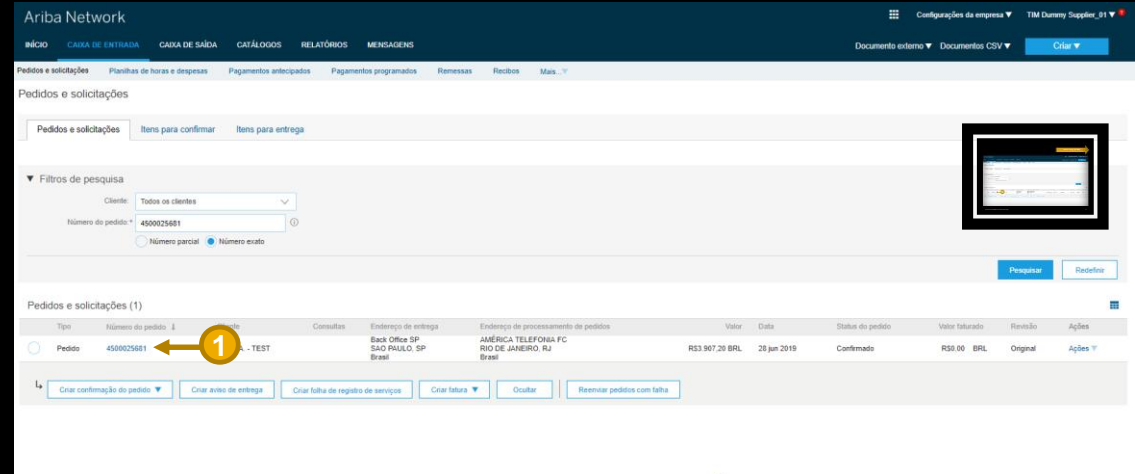 Ariba Network
Configurações da empresa ▼ TIM Dummy Supplier_01 ▼
INÍCIO CAIXA DE ENTRADA CAIXA DE SAÍDA CATÁLOGOS RELATÓRIOS MENSAGENS
Documento externo ▼ Documentos CSV ▼ Criar ▼
Pedidos e solicitações Planilhas de horas e despesas Pagamentos antecipados Pagamentos programados Remessas Recibos Mais...
Pedidos e solicitações
Pedidos e solicitações Itens para confirmar Itens para entrega
▼ Filtros de pesquisa
Cliente: Todos os clientes
Número do pedido:* 4500025681
Número parcial Número exato
Pesquisar Redefinir
Pedidos e solicitações (1)
Tipo Número do pedido ↓ Consultas Endereço de entrega Endereço de processamento de pedidos Valor Data Status do pedido Valor faturado Revisão Ações
Pedido 4500025681 1 - TEST Back Office SP AMÉRICA TELEFONIA FC R$3.907,20 BRL 28 jun 2019 Confirmado R$0.00 BRL Original Ações ▼
SAO PAULO, SP RIO DE JANEIRO, RJ
Brasil Brasil
Criar confirmação do pedido ▼ Criar aviso de entrega Criar folha de registro de serviços Criar fatura ▼ Ocultar Reenviar pedidos com falha